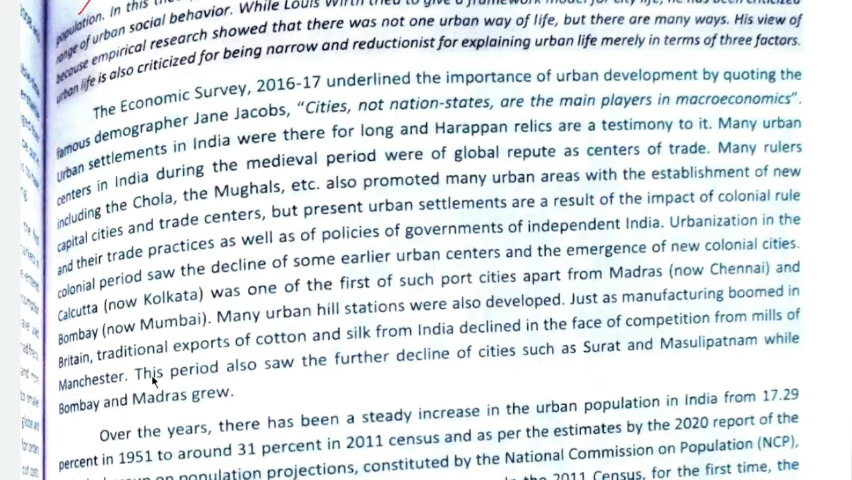 population. In this
range of urban social behavior. While Louis Wirth tried to give a framework model for city life, he has been criticized
because empirical research showed that there was not one urban way of life, but there are many ways. His view of
urban life is also criticized for being narrow and reductionist for explaining urban life merely in terms of three factors.
The Economic Survey, 2016-17 underlined the importance of urban development by quoting the
famous demographer Jane Jacobs, “Cities, not nation-states, are the main players in macroeconomics”.
Urban settlements in India were there for long and Harappan relics are a testimony to it. Many urban
centers in India during the medieval period were of global repute as centers of trade. Many rulers
including the Chola, the Mughals, etc. also promoted many urban areas with the establishment of new
capital cities and trade centers, but present urban settlements are a result of the impact of colonial rule
and their trade practices as well as of policies of governments of independent India. Urbanization in the
colonial period saw the decline of some earlier urban centers and the emergence of new colonial cities.
Calcutta (now Kolkata) was one of the first of such port cities apart from Madras (now Chennai) and
Bombay (now Mumbai). Many urban hill stations were also developed. Just as manufacturing boomed in
Britain, traditional exports of cotton and silk from India declined in the face of competition from mills of
Manchester. This period also saw the further decline of cities such as Surat and Masulipatnam while
Bombay and Madras grew.
Over the years, there has been a steady increase in the urban population in India from 17.29
percent in 1951 to around 31 percent in 2011 census and as per the estimates by the 2020 report of the
on population projections, constituted by the National Commission on Population (NCP),
the 2011 Census, for the first time, the